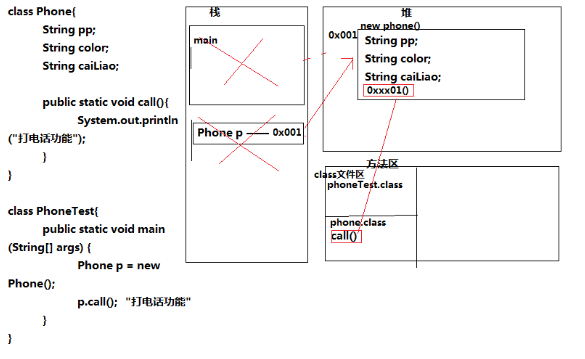 class Phone{
String pp;
String color;
String caiLiao;
public static void call(){
System.out.println
("打电话功能");
}
}
class PhoneTest{
public static void main
(String[] args) {
Phone p = new
Phone();
p.call(); "打电话功能"
}
}
栈
main
Phone p
0x001
堆
new phone()
0x001
String pp;
String color;
String caiLiao;
0xxx01()
方法区
class文件区
phoneTest.class
phone.class
call()